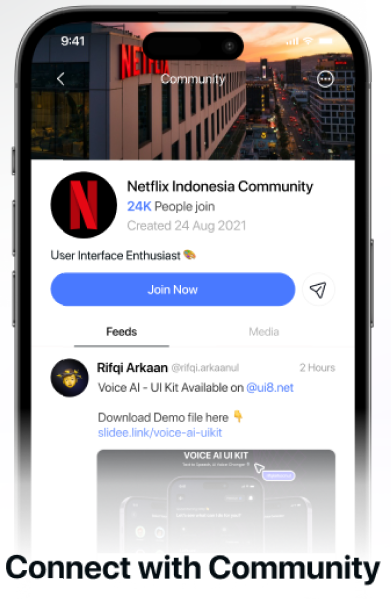 9:41
NETFLIX
Community
N
Netflix Indonesia Community
24K People join
Created 24 Aug 2021
User Interface Enthusiast
Join Now
Feeds
Media
Rifqi Arkaan @rifqi.arkaanul 2 Hours
Voice AI - UI Kit Available on @ui8.net
Download Demo file here
slidee.link/voice-ai-uikit
VOICE AI UI KIT
Connect with Community